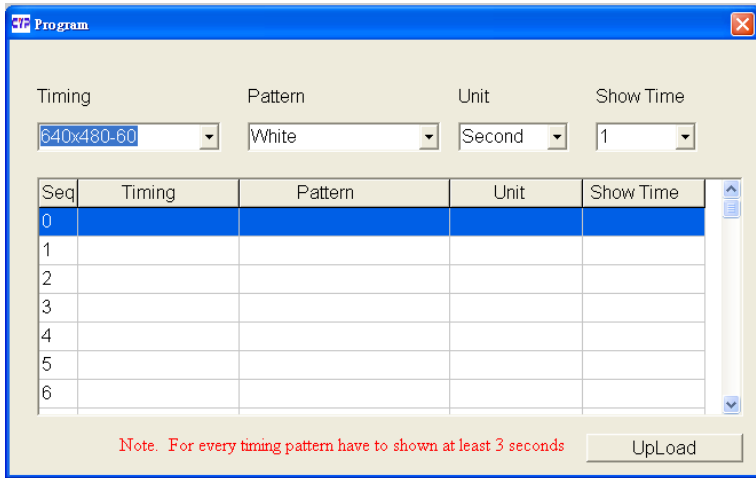 CYP Program
Timing Pattern Unit Show Time
640x480-60 White Second 1
Seq Timing Pattern Unit Show Time
0
1
2
3
4
5
6
Note. For every timing pattern have to shown at least 3 seconds UpLoad